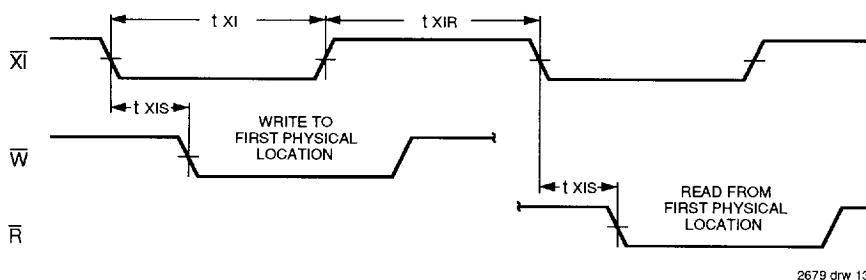 t XI
t XIR
XI
t XIS
WRITE TO
FIRST PHYSICAL
LOCATION
W
t XIS
READ FROM
FIRST PHYSICAL
LOCATION
R
2679 drw 13